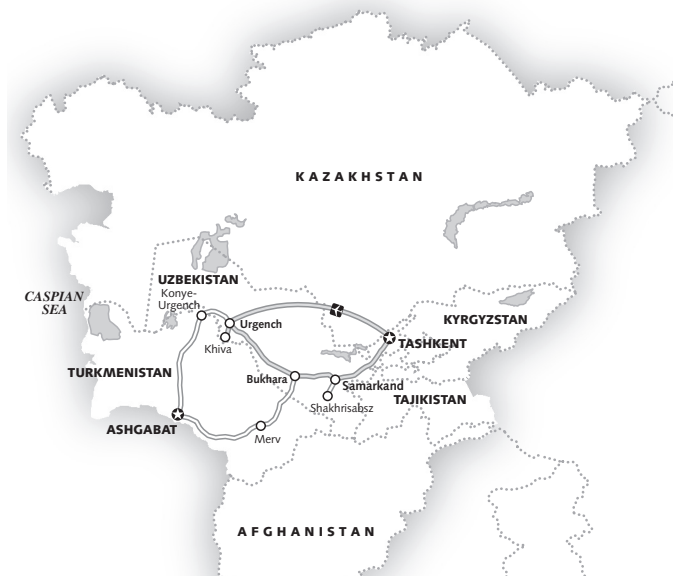 KAZAKHSTAN
UZBEKISTAN
Konye-
Urgench
CASPIAN
SEA
Urgench
KYRGYZSTAN
TASHKENT
Khiva
TURKMENISTAN
Bukhara
Samarkand
TAJIKISTAN
Shakhrisabsz
ASHGABAT
Merv
AFGHANISTAN